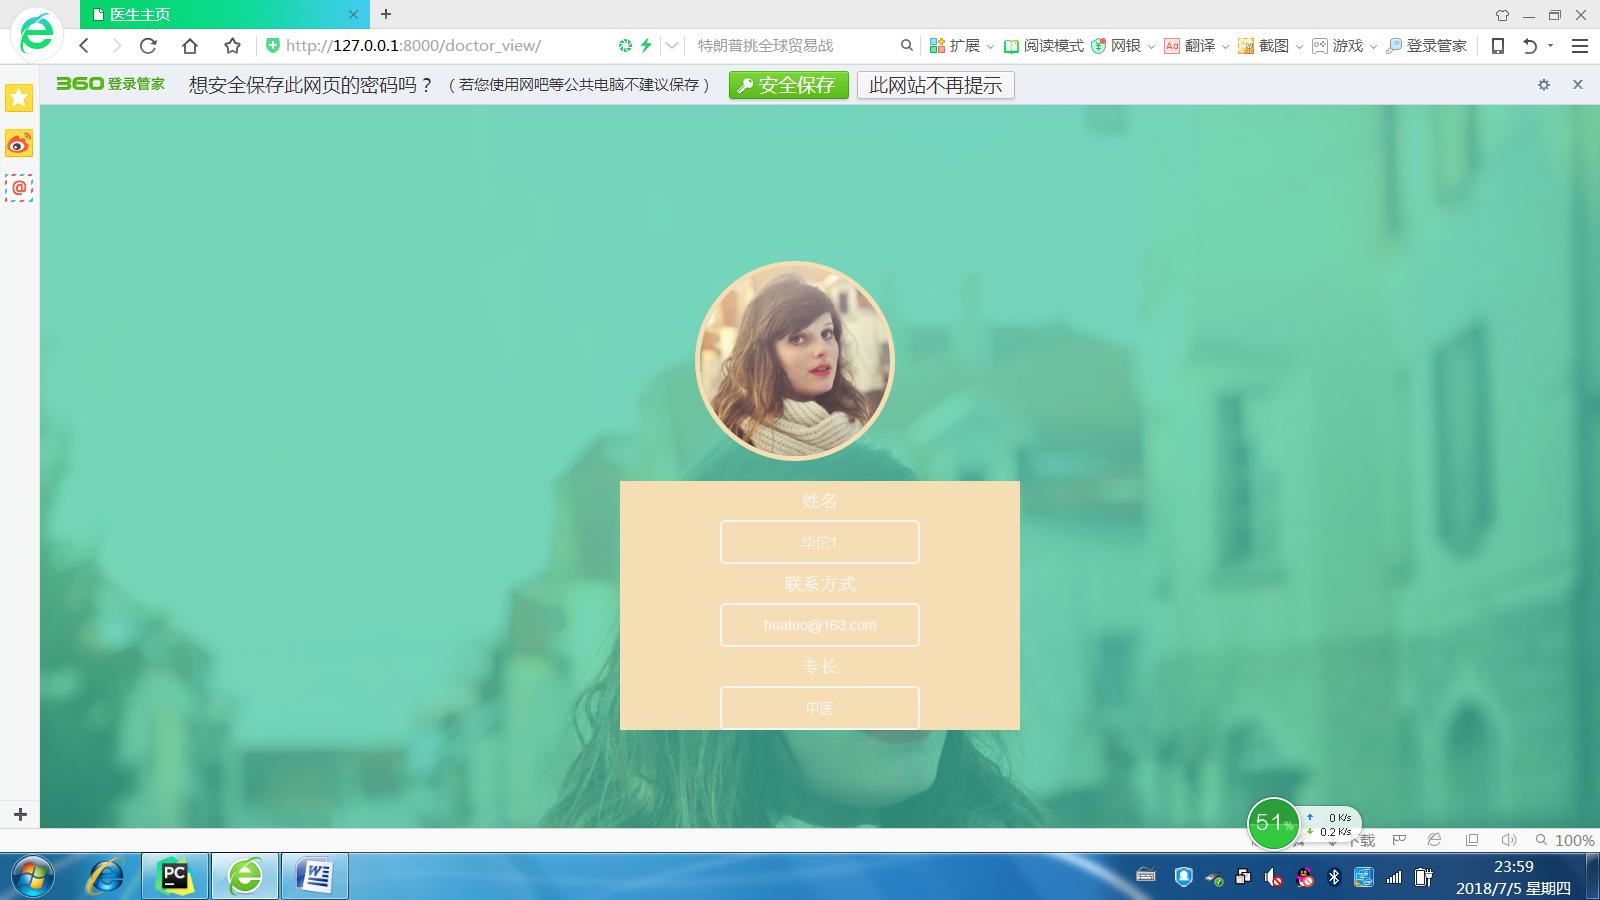 医生主页
http://127.0.0.1:8000/doctor_view/
特朗普挑全球贸易战
扩展
阅读模式
网银
Aa 翻译
截图
游戏
登录管家
360登录管家
想安全保存此网页的密码吗？
（若您使用网吧等公共电脑不建议保存）
安全保存
此网站不再提示
@
姓名
华佗1
联系方式
huatuo@163.com
专长
中医
51%
0 K/s
0.2 K/s
下载
100%
PC
W
23:59
2018/7/5 星期四